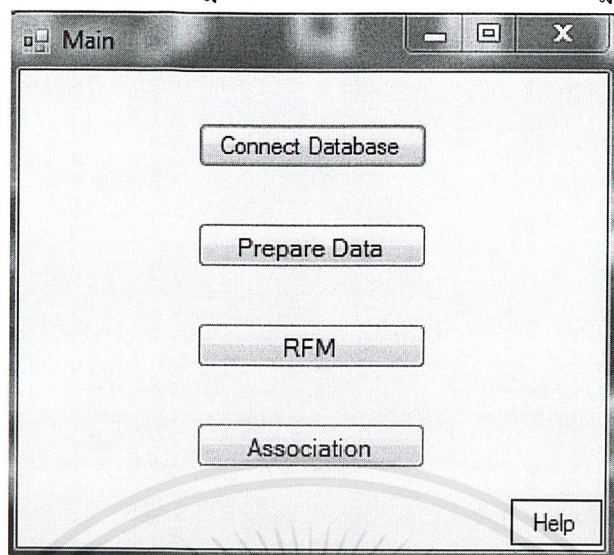 Main
Connect Database
Prepare Data
RFM
Association
Help